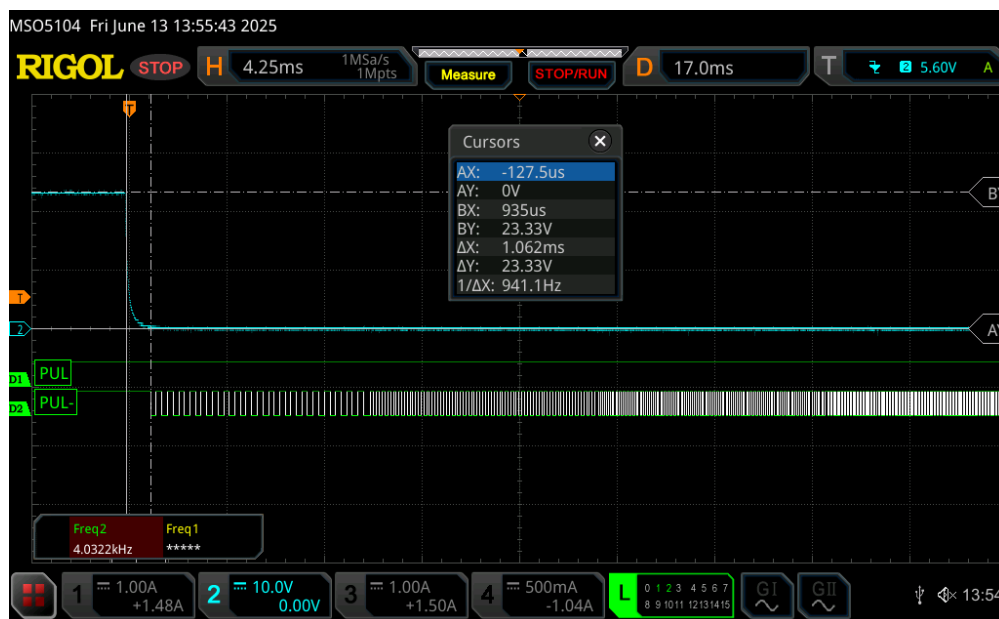 MSO5104 Fri June 13 13:55:43 2025
RIGOL STOP H 4.25ms 1MSa/s 1Mpts Measure STOP/RUN D 17.0ms T 2 5.60V A
T
Cursors
AX: -127.5us
AY: 0V
BX: 935us
BY: 23.33V
ΔX: 1.062ms
ΔY: 23.33V
1/ΔX: 941.1Hz
B
T
2
A
D1 PUL
D2 PUL-
Freq2 Freq1
4.0322kHz *****
1 1.00A +1.48A
2 10.0V 0.00V
3 1.00A +1.50A
4 500mA -1.04A
L 0 1 2 3 4 5 6 7
8 9 10 11 12 13 14 15
GI GII
13:54